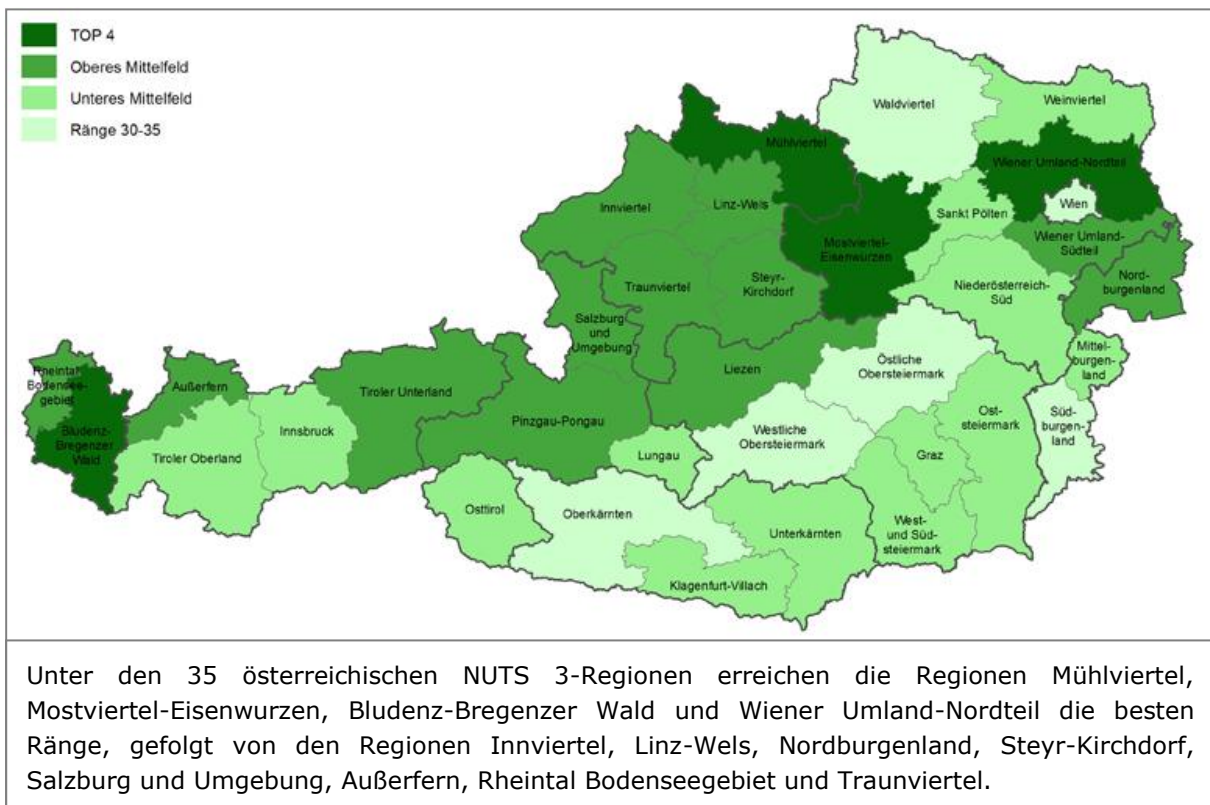 TOP 4
Oberes Mittelfeld
Unteres Mittelfeld
Ränge 30-35
Waldviertel
Weinviertel
Mühlviertel
Wiener Umland-Nordteil
Innviertel
Linz-Wels
Sankt Pölten
Wien
Mostviertel-
Eisenwurzen
Wiener Umland-
Südteil
Traunviertel
Steyr-
Kirchdorf
Niederösterreich-
Süd
Nord-
burgenland
Salzburg
und
Umgebung
Rheintal
Bodensee-
gebiet
Außerfern
Tiroler Unterland
Liezen
Östliche
Obersteiermark
Mittel-
burgenland
Bludenz-
Bregenzer
Wald
Tiroler Oberland
Innsbruck
Pinzgau-Pongau
Lungau
Westliche
Obersteiermark
Graz
Ost-
steiermark
Süd-
burgen-
land
Osttirol
Oberkärnten
Unterkärnten
West-
und Süd-
steiermark
Klagenfurt-Villach
Unter den 35 österreichischen NUTS 3-Regionen erreichen die Regionen Mühlviertel,
Mostviertel-Eisenwurzen, Bludenz-Bregenzer Wald und Wiener Umland-Nordteil die besten
Ränge, gefolgt von den Regionen Innviertel, Linz-Wels, Nordburgenland, Steyr-Kirchdorf,
Salzburg und Umgebung, Außerfern, Rheintal Bodenseegebiet und Traunviertel.